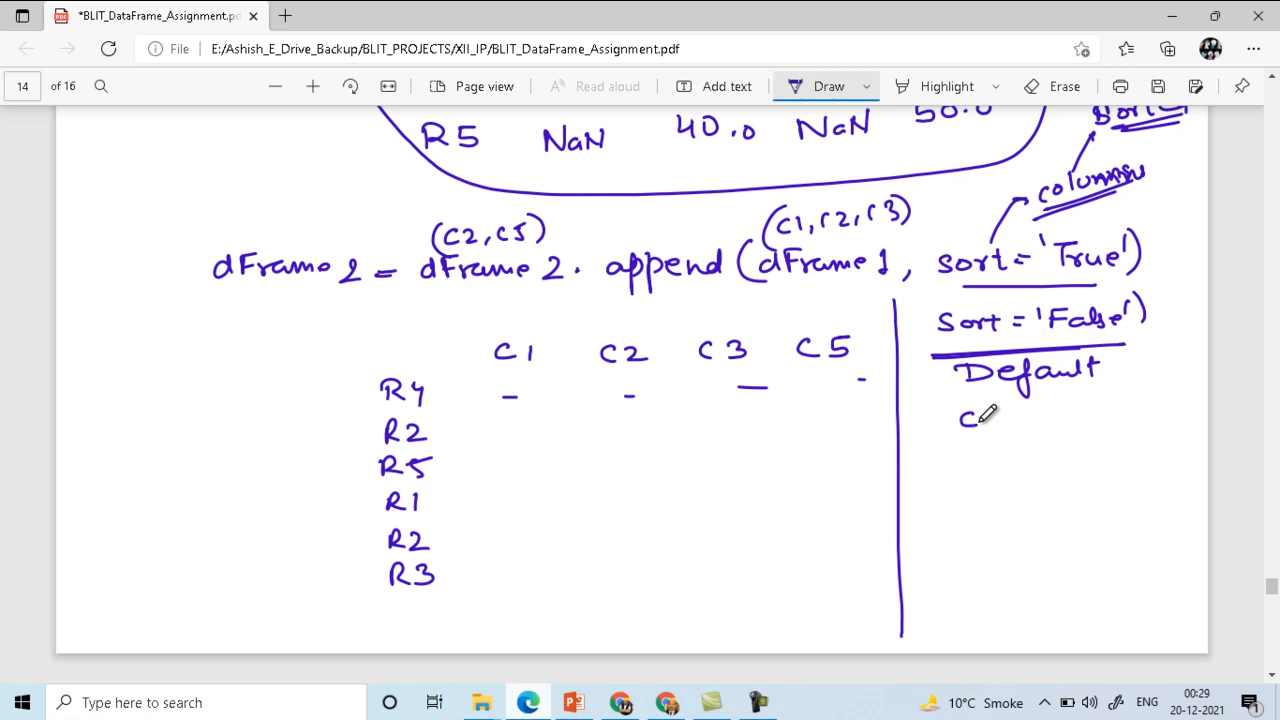 *BLIT_DataFrame_Assignment.pd
File E:/Ashish_E_Drive_Backup/BLIT_PROJECTS/XII_IP/BLIT_DataFrame_Assignment.pdf
14 of 16 Page view Read aloud Add text Draw Highlight Erase
R5 NaN 40.0 NaN 50.0
columns
(C2, C5) (C1, C2, C3)
dFrame2 = dFrame2.append(dFrame1, sort='True')
Sort = 'False')
C1 C2 C3 C5
Default
R4 - - - -
C
R2
R5
R1
R2
R3
Type here to search
10°C Smoke ENG 00:29
20-12-2021